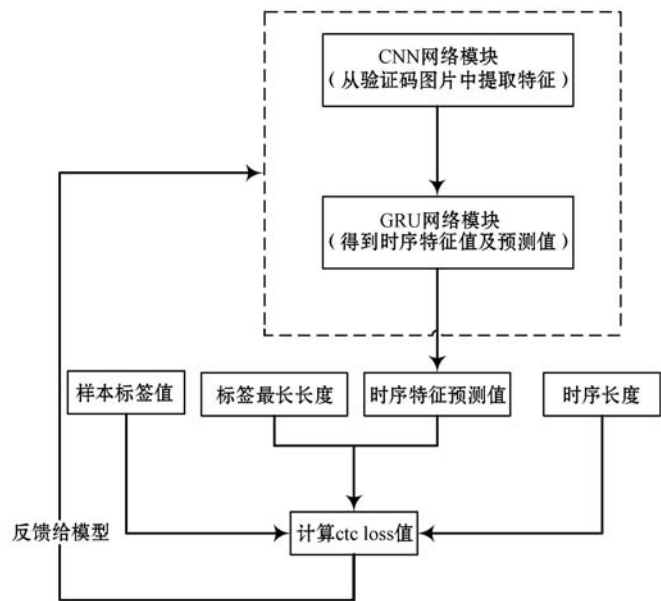 CNN网络模块
（从验证码图片中提取特征）
GRU网络模块
（得到时序特征值及预测值）
样本标签值
标签最长长度
时序特征预测值
时序长度
反馈给模型
计算ctc loss值